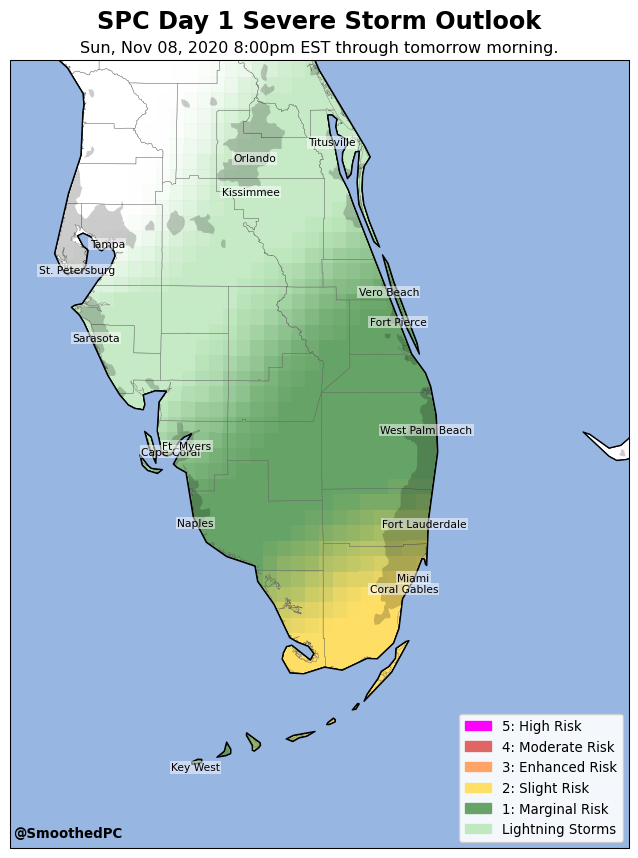 SPC Day 1 Severe Storm Outlook
Sun, Nov 08, 2020 8:00pm EST through tomorrow morning.
Titusville
Orlando
Kissimmee
Tampa
St. Petersburg
Vero Beach
Fort Pierce
Sarasota
West Palm Beach
Ft. Myers
Cape Coral
Naples
Fort Lauderdale
Miami
Coral Gables
Key West
5: High Risk
4: Moderate Risk
3: Enhanced Risk
2: Slight Risk
1: Marginal Risk
Lightning Storms
@SmoothedPC